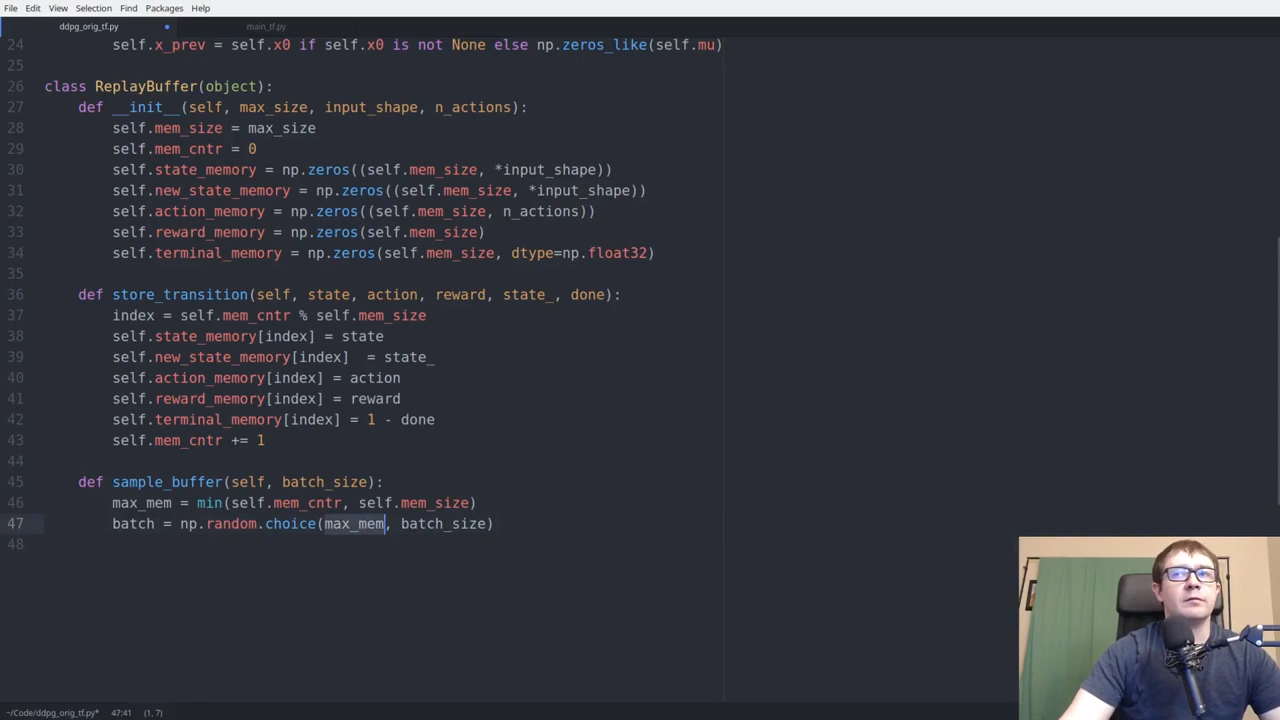 File Edit View Selection Find Packages Help
ddpg_orig_tf.py main_tf.py
24 self.x_prev = self.x0 if self.x0 is not None else np.zeros_like(self.mu)
25
26 class ReplayBuffer(object):
27 def __init__(self, max_size, input_shape, n_actions):
28 self.mem_size = max_size
29 self.mem_cntr = 0
30 self.state_memory = np.zeros((self.mem_size, *input_shape))
31 self.new_state_memory = np.zeros((self.mem_size, *input_shape))
32 self.action_memory = np.zeros((self.mem_size, n_actions))
33 self.reward_memory = np.zeros(self.mem_size)
34 self.terminal_memory = np.zeros(self.mem_size, dtype=np.float32)
35
36 def store_transition(self, state, action, reward, state_, done):
37 index = self.mem_cntr % self.mem_size
38 self.state_memory[index] = state
39 self.new_state_memory[index]  = state_
40 self.action_memory[index] = action
41 self.reward_memory[index] = reward
42 self.terminal_memory[index] = 1 - done
43 self.mem_cntr += 1
44
45 def sample_buffer(self, batch_size):
46 max_mem = min(self.mem_cntr, self.mem_size)
47 batch = np.random.choice(max_mem, batch_size)
48
~/Code/ddpg_orig_tf.py* 47:41 (1, 7)